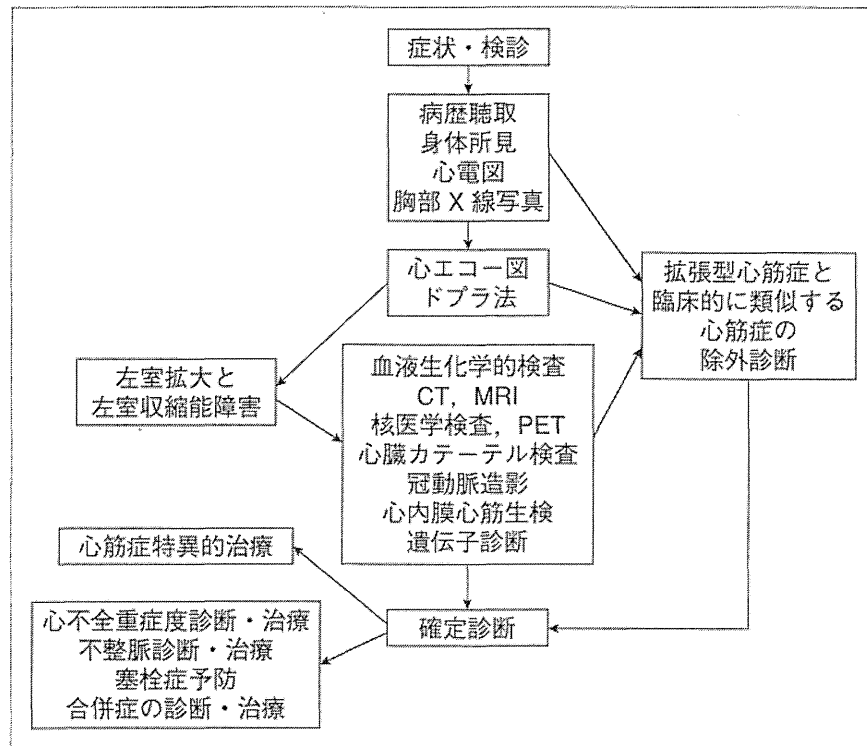 症状・検診
病歴聴取
身体所見
心電図
胸部 X 線写真
心エコー図
ドプラ法
拡張型心筋症と
臨床的に類似する
心筋症の
除外診断
左室拡大と
左室収縮能障害
血液生化学的検査
CT, MRI
核医学検査, PET
心臓カテーテル検査
冠動脈造影
心内膜心筋生検
遺伝子診断
心筋症特異的治療
確定診断
心不全重症度診断・治療
不整脈診断・治療
塞栓症予防
合併症の診断・治療